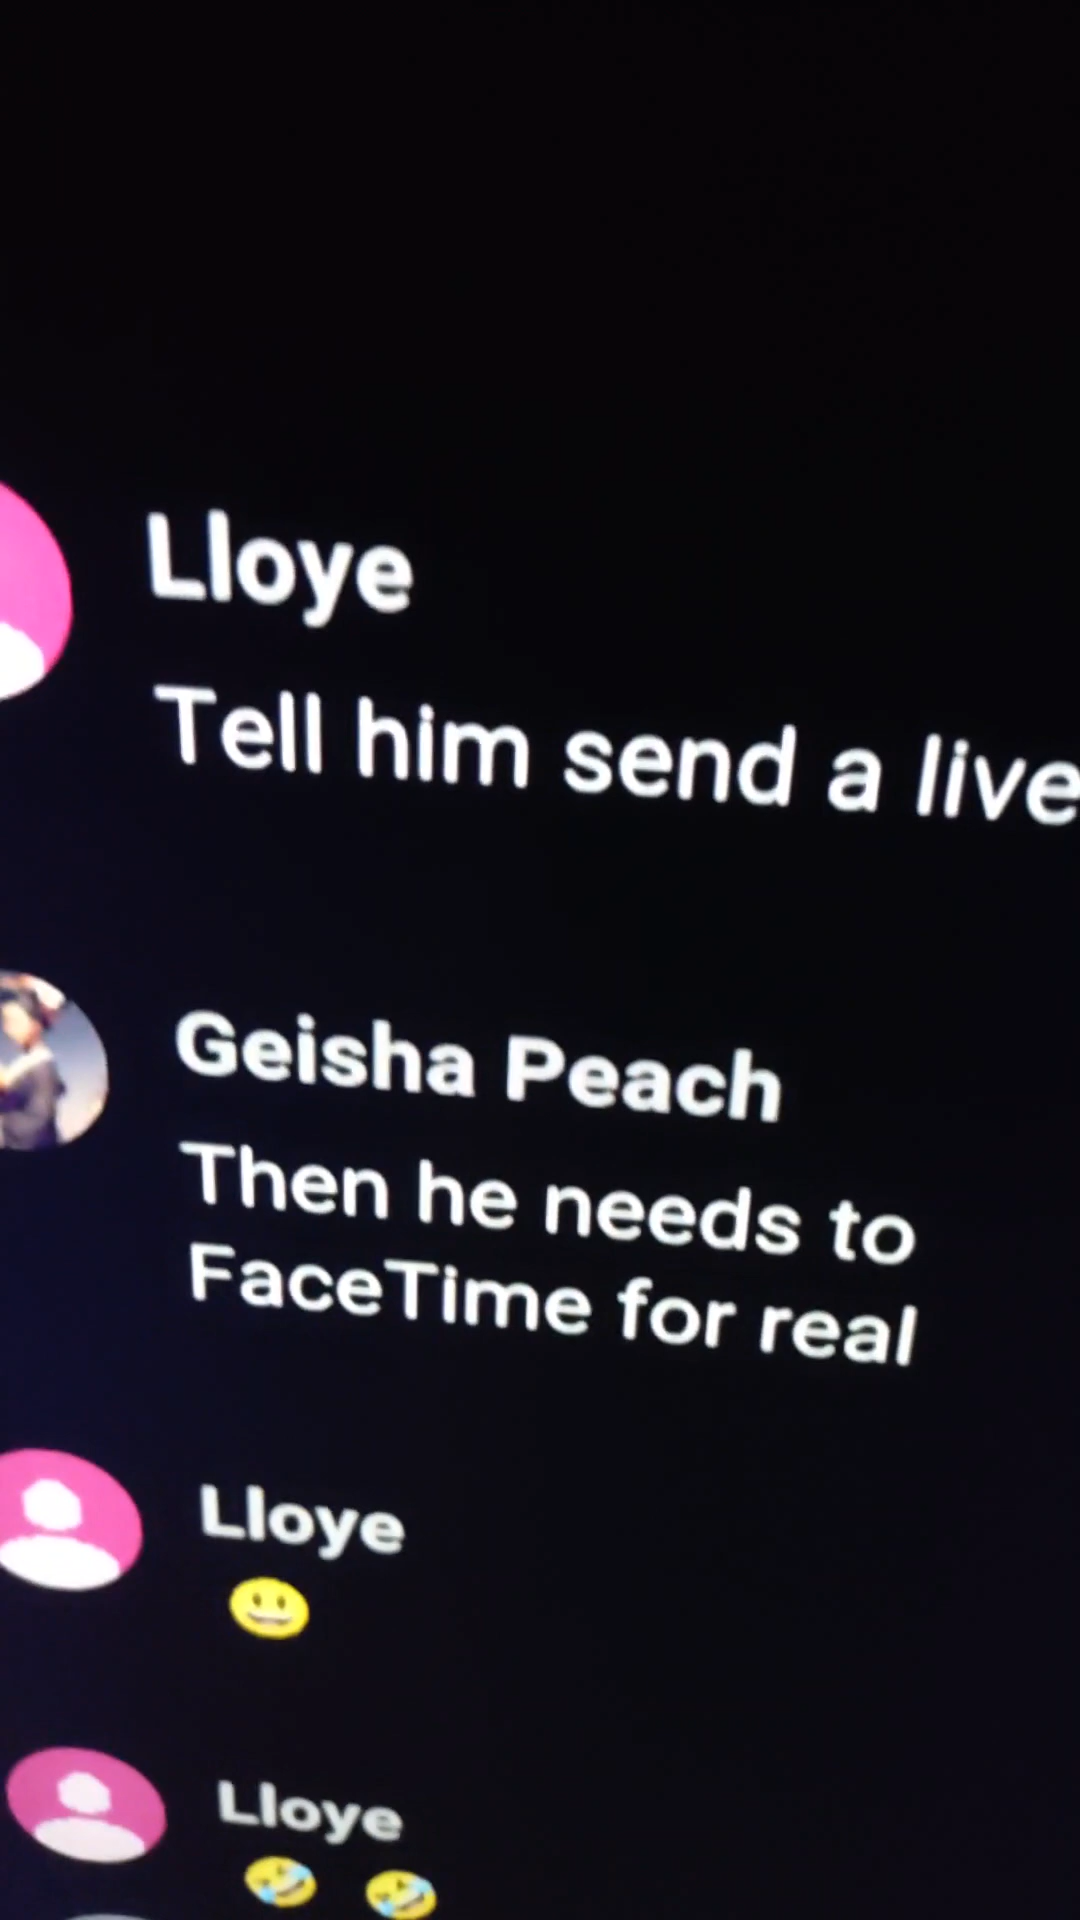 Lloye
Tell him send a live
Geisha Peach
Then he needs to
FaceTime for real
Lloye
😃
Lloye
🤣 🤣